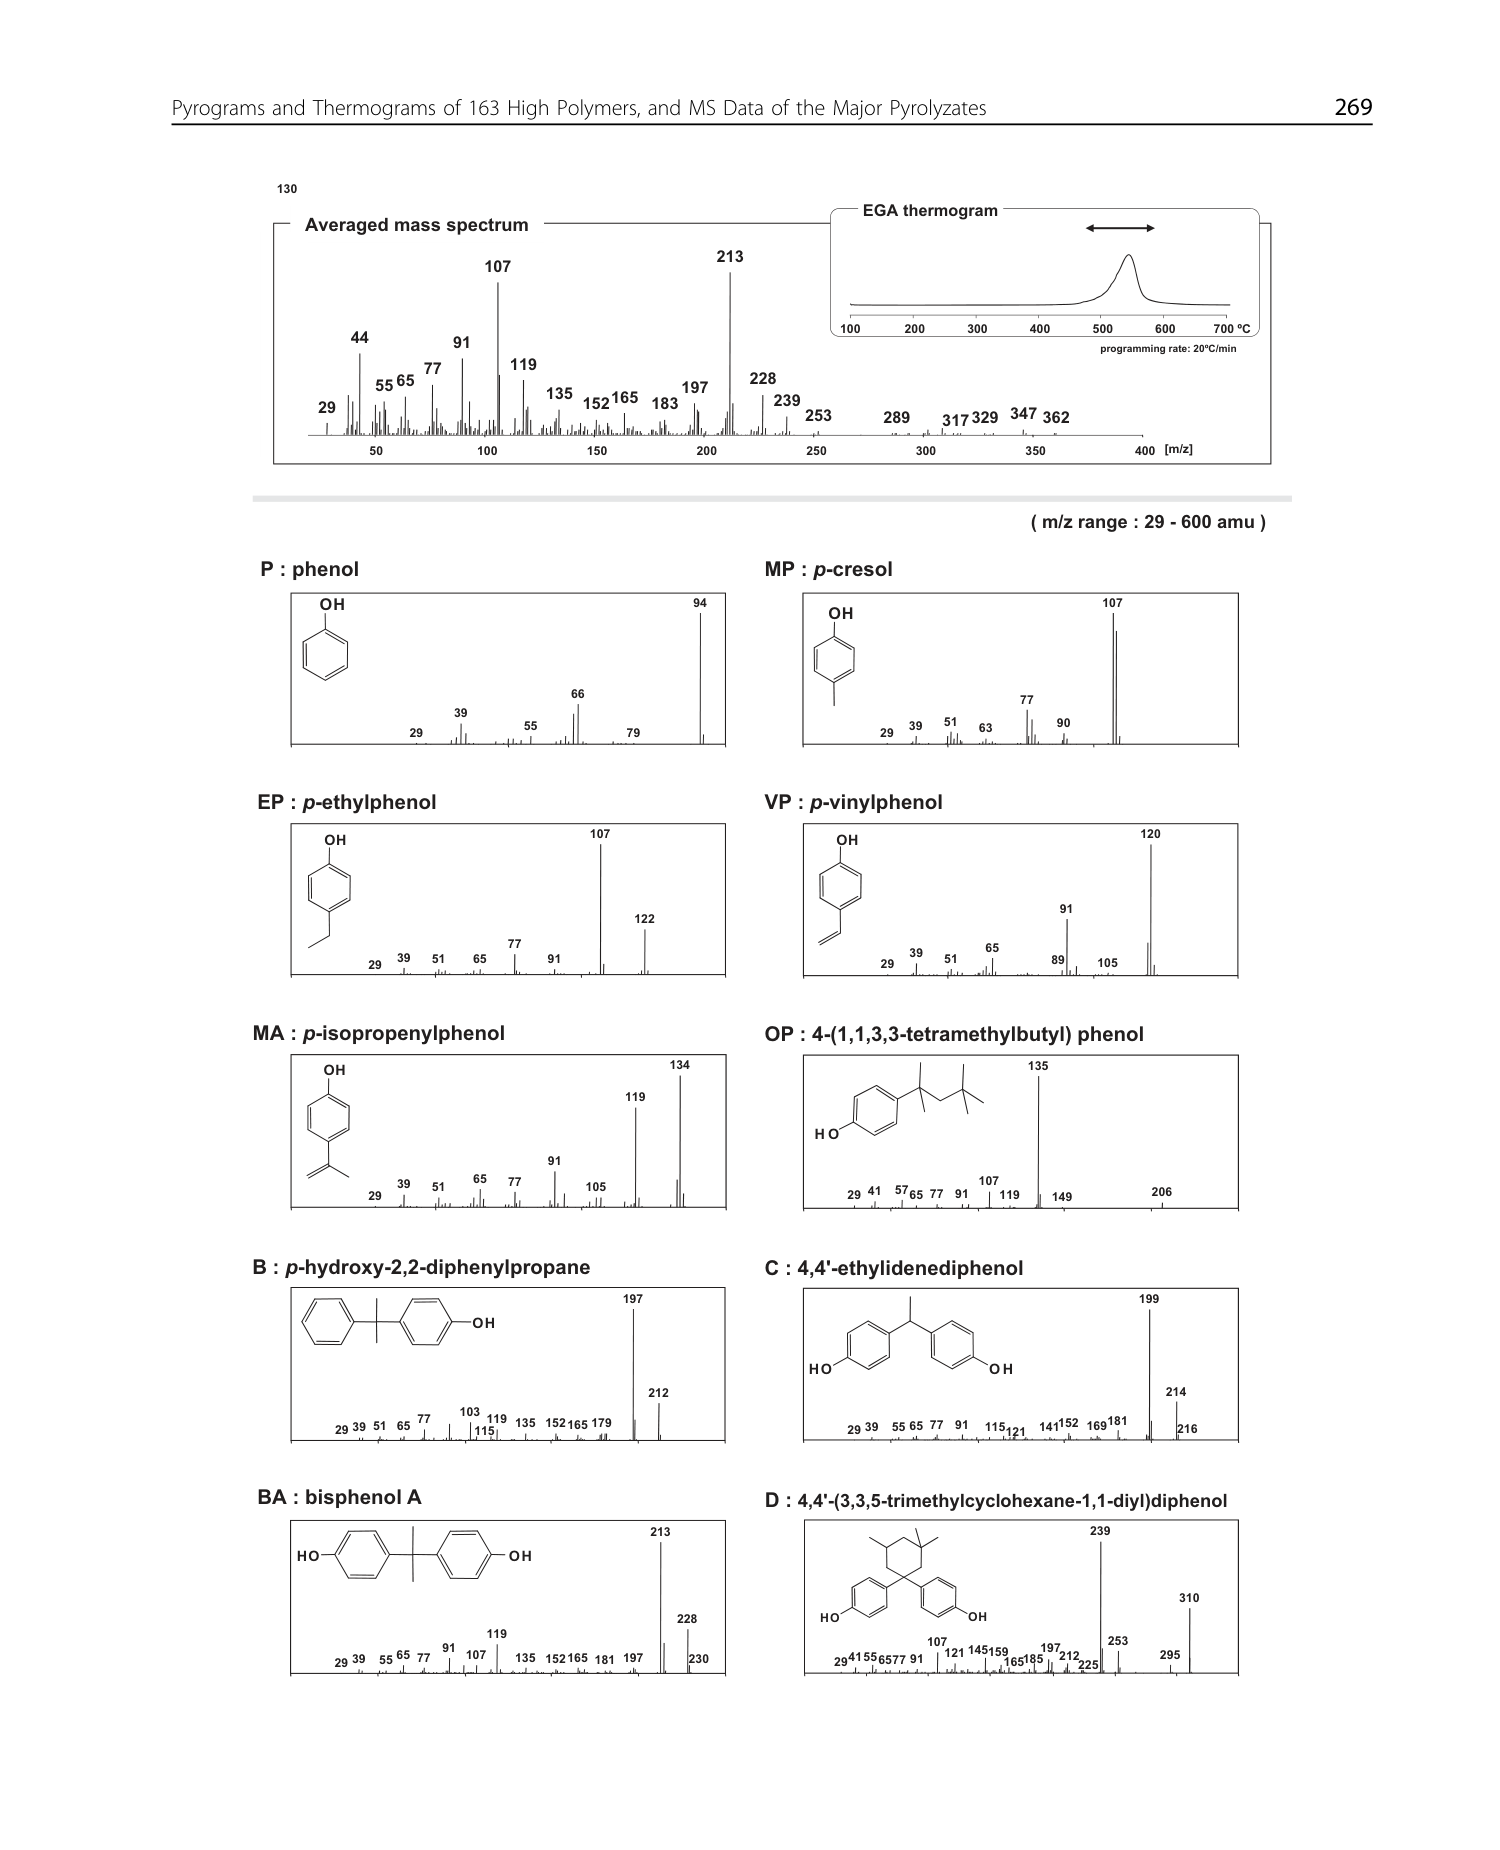 Pyrograms and Thermograms of 163 High Polymers, and MS Data of the Major Pyrolyzates 269
130
Averaged mass spectrum
EGA thermogram
100 200 300 400 500 600 700 ºC
programming rate: 20ºC/min
29 44 55 65 77 91 107 119 135 152 165 183 197 213 228 239 253 289 317 329 347 362
50 100 150 200 250 300 350 400 [m/z]
( m/z range : 29 - 600 amu )
P : phenol
OH
29 39 55 66 79 94
MP : p-cresol
OH
29 39 51 63 77 90 107
EP : p-ethylphenol
OH
29 39 51 65 77 91 107 122
VP : p-vinylphenol
OH
29 39 51 65 89 91 105 120
MA : p-isopropenylphenol
OH
29 39 51 65 77 91 105 119 134
OP : 4-(1,1,3,3-tetramethylbutyl) phenol
HO
29 41 57 65 77 91 107 119 135 149 206
B : p-hydroxy-2,2-diphenylpropane
OH
29 39 51 65 77 103 115 119 135 152 165 179 197 212
C : 4,4'-ethylidenediphenol
HO OH
29 39 55 65 77 91 115 121 141 152 169 181 199 214 216
BA : bisphenol A
HO OH
29 39 55 65 77 91 107 119 135 152 165 181 197 213 228 230
D : 4,4'-(3,3,5-trimethylcyclohexane-1,1-diyl)diphenol
HO OH
29 41 55 65 77 91 107 121 145 159 165 185 197 212 225 239 253 295 310